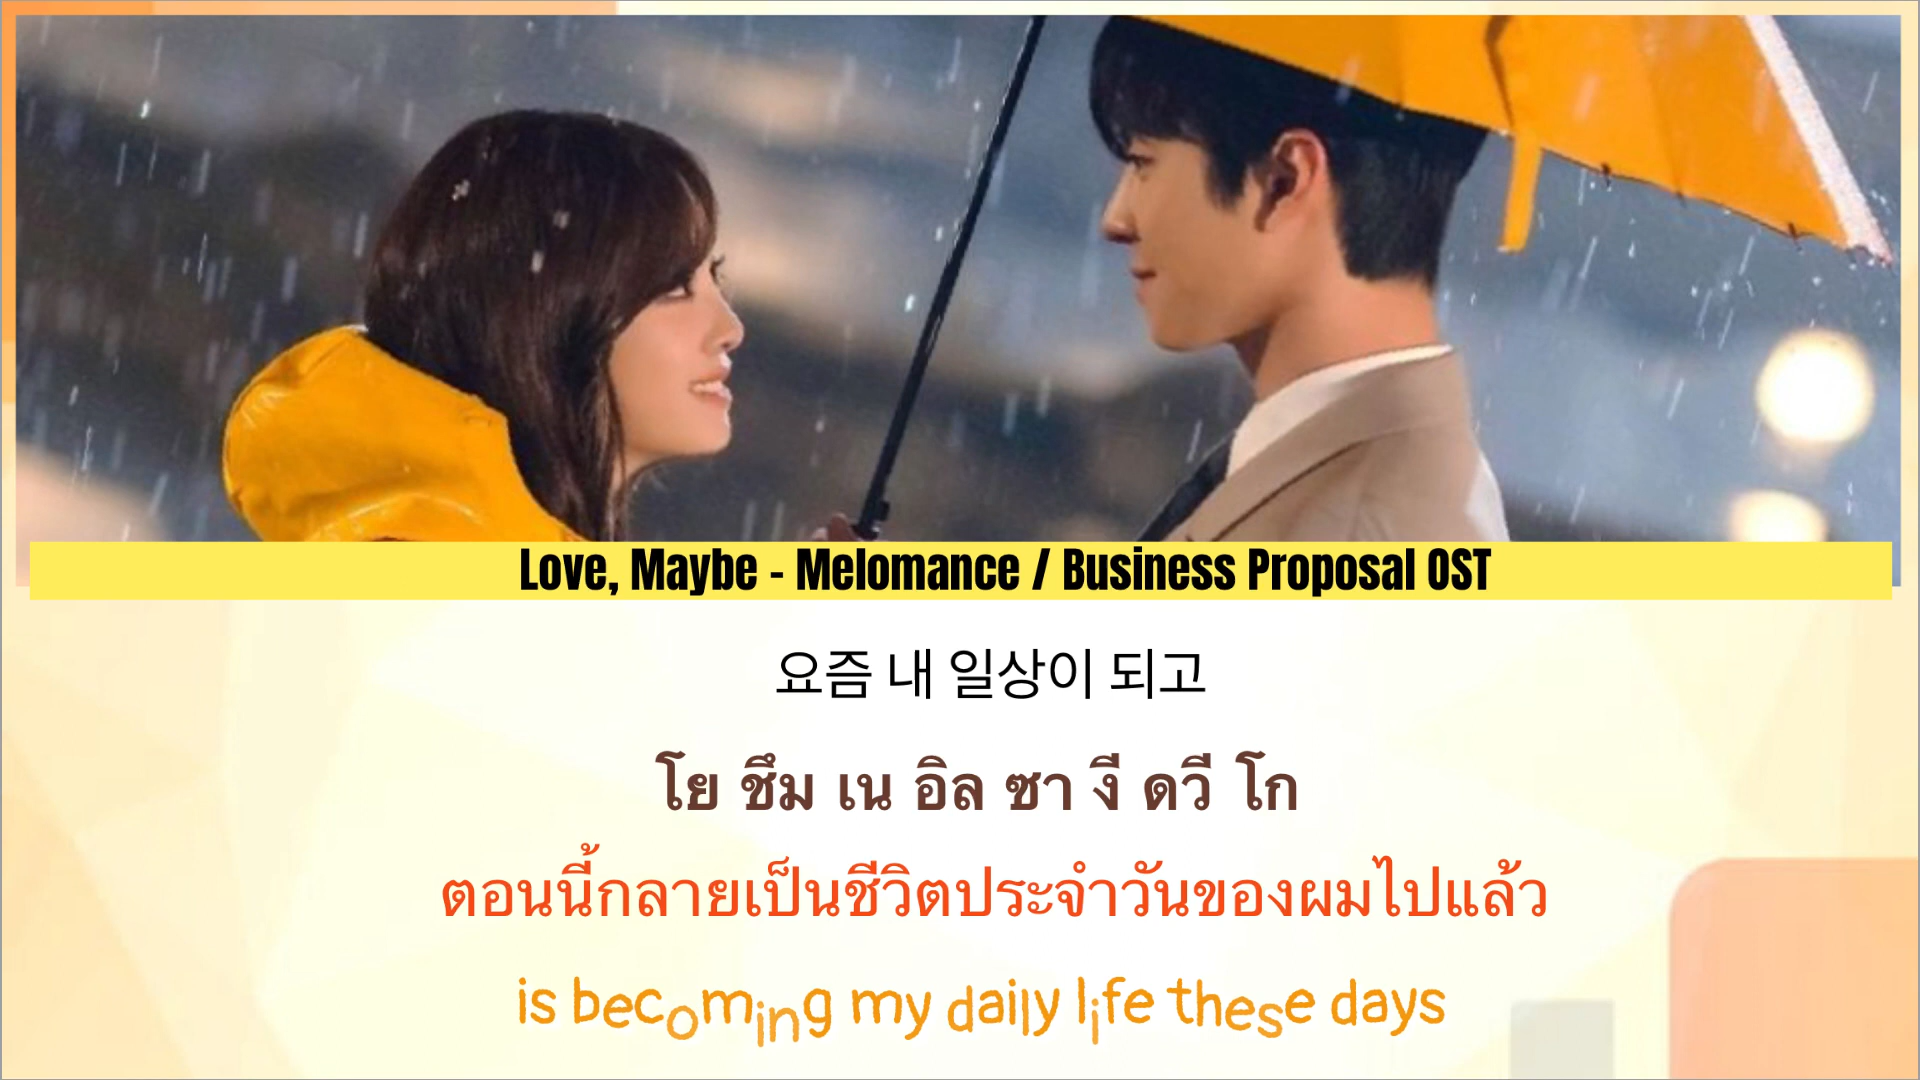 Love, Maybe - Melomance / Business Proposal OST
요즘 내 일상이 되고
โย ชึม เน อิล ซา งี ดวี โก
ตอนนี้กลายเป็นชีวิตประจำวันของผมไปแล้ว
is becoming my daily life these days